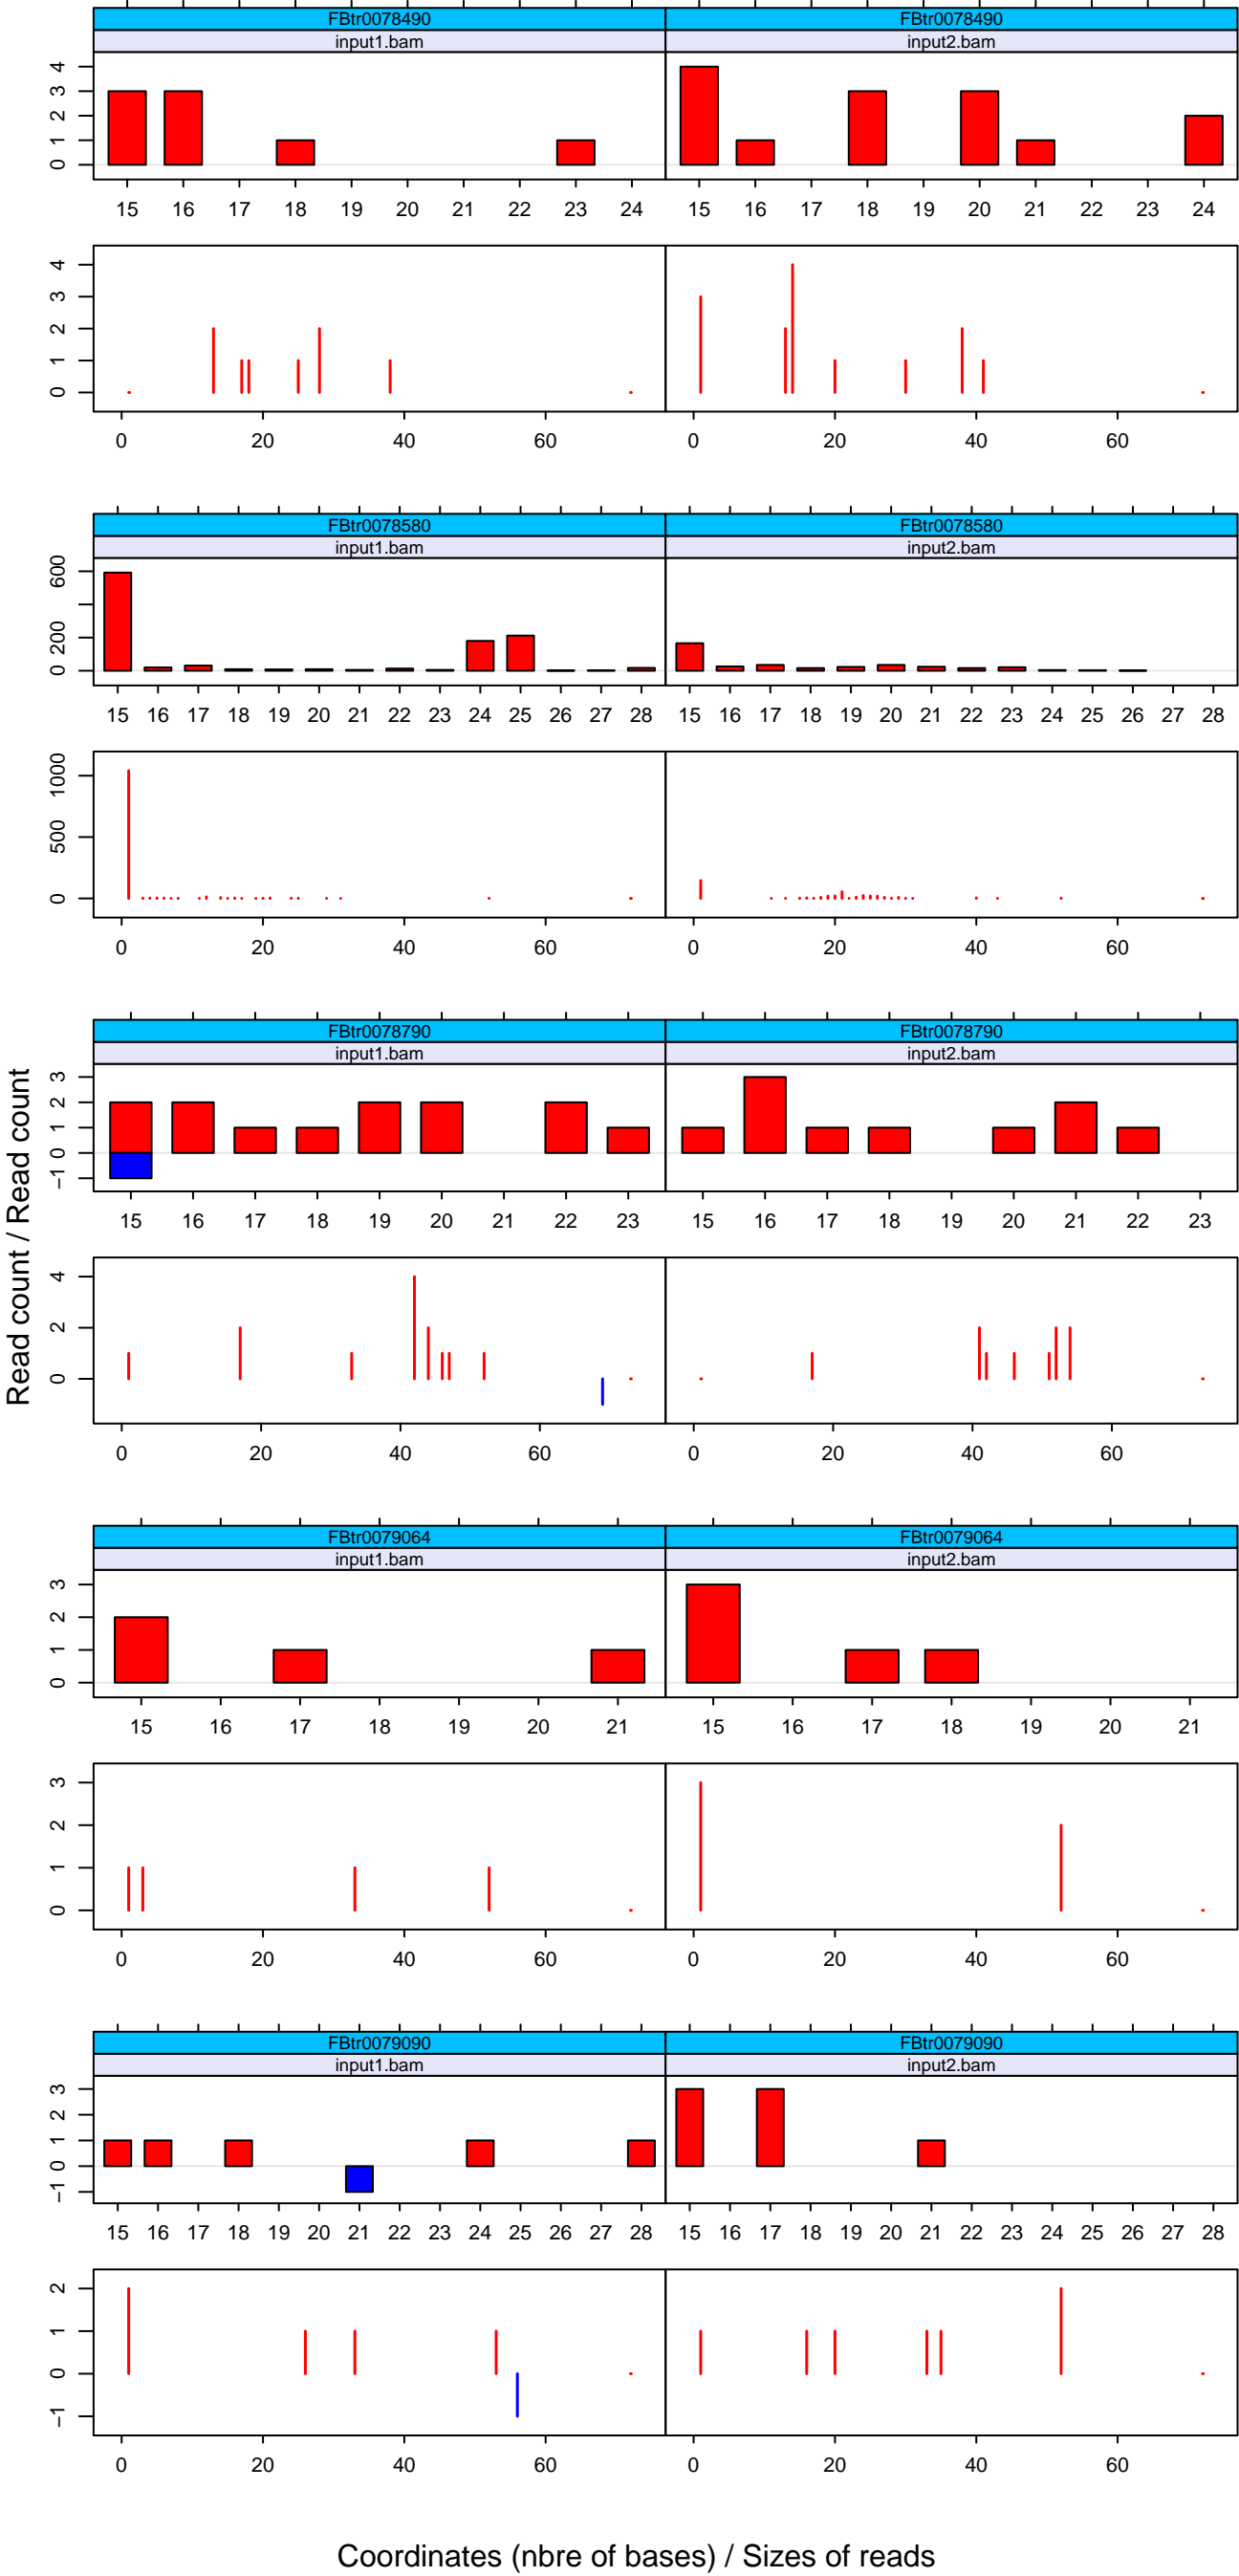 FBtr0078490 FBtr0078490
input1.bam input2.bam
4
3
2
1
0
15 16 17 18 19 20 21 22 23 24 15 16 17 18 19 20 21 22 23 24
4
3
2
1
0
0 20 40 60 0 20 40 60
FBtr0078580 FBtr0078580
input1.bam input2.bam
600
200
0
15 16 17 18 19 20 21 22 23 24 25 26 27 28 15 16 17 18 19 20 21 22 23 24 25 26 27 28
1000
500
0
0 20 40 60 0 20 40 60
FBtr0078790 FBtr0078790
input1.bam input2.bam
3
2
1
0
−1
15 16 17 18 19 20 21 22 23 15 16 17 18 19 20 21 22 23
4
2
0
0 20 40 60 0 20 40 60
Read count / Read count
FBtr0079064 FBtr0079064
input1.bam input2.bam
3
2
1
0
15 16 17 18 19 20 21 15 16 17 18 19 20 21
3
2
1
0
0 20 40 60 0 20 40 60
FBtr0079090 FBtr0079090
input1.bam input2.bam
3
2
1
0
−1
15 16 17 18 19 20 21 22 23 24 25 26 27 28 15 16 17 18 19 20 21 22 23 24 25 26 27 28
2
1
0
−1
0 20 40 60 0 20 40 60
Coordinates (nbre of bases) / Sizes of reads